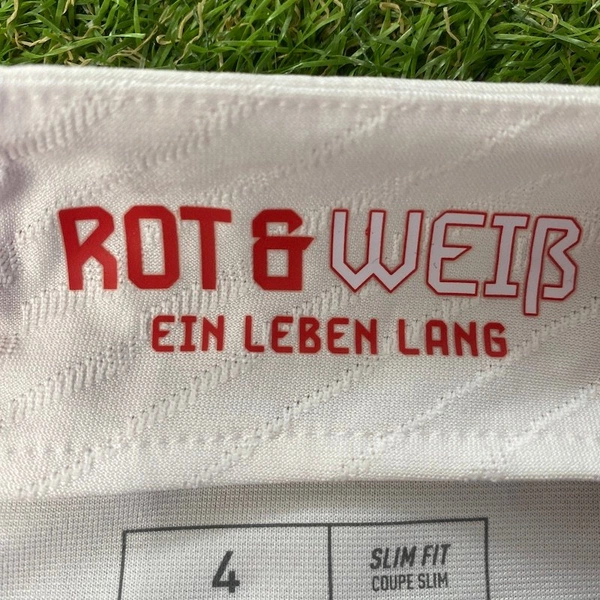 ROT & WEIß
EIN LEBEN LANG
4
SLIM FIT
COUPE SLIM